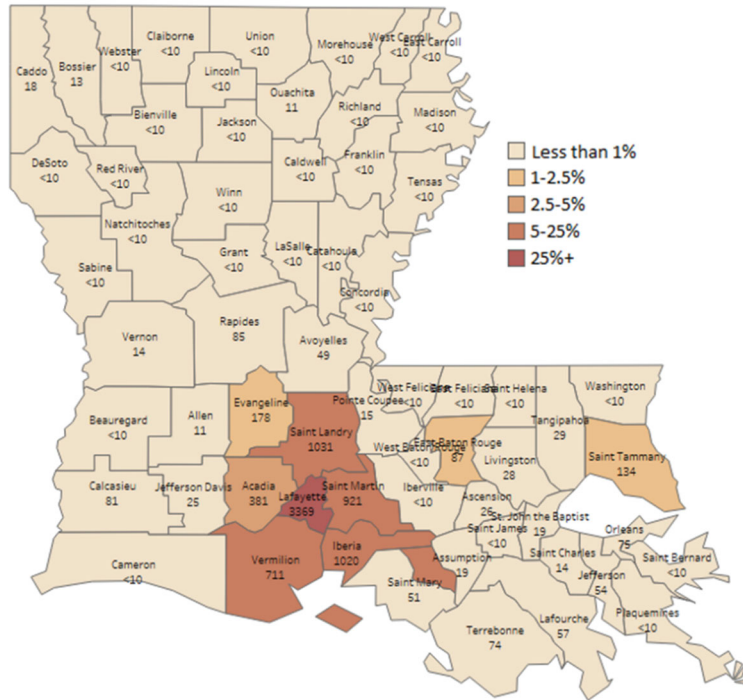 Claiborne
<10
Union
<10
Morehouse
<10
West Carroll
<10
East Carroll
<10
Webster
<10
Caddo
18
Bossier
13
Lincoln
<10
Ouachita
11
Richland
<10
Madison
<10
Bienville
<10
Jackson
<10
Caldwell
<10
Franklin
<10
Tensas
<10
DeSoto
<10
Red River
<10
Winn
<10
Natchitoches
<10
Grant
<10
LaSalle
<10
Catahoula
<10
Concordia
<10
Sabine
<10
Less than 1%
1-2.5%
2.5-5%
5-25%
25%+
Vernon
14
Rapides
85
Avoyelles
49
Beauregard
<10
Allen
11
Evangeline
178
Saint Landry
1031
Pointe Coupee
15
West Feliciana
<10
East Feliciana
<10
Saint Helena
<10
Tangipahoa
29
Washington
<10
West Baton Rouge
<10
East Baton Rouge
87
Livingston
28
Saint Tammany
134
Calcasieu
81
Jefferson Davis
25
Acadia
381
Lafayette
3369
Saint Martin
921
Iberville
<10
Ascension
26
St. John the Baptist
19
Saint James
<10
Orleans
75
Cameron
<10
Vermilion
711
Iberia
1020
Saint Mary
51
Assumption
19
Saint Charles
14
Jefferson
54
Saint Bernard
<10
Plaquemines
<10
Terrebonne
74
Lafourche
57